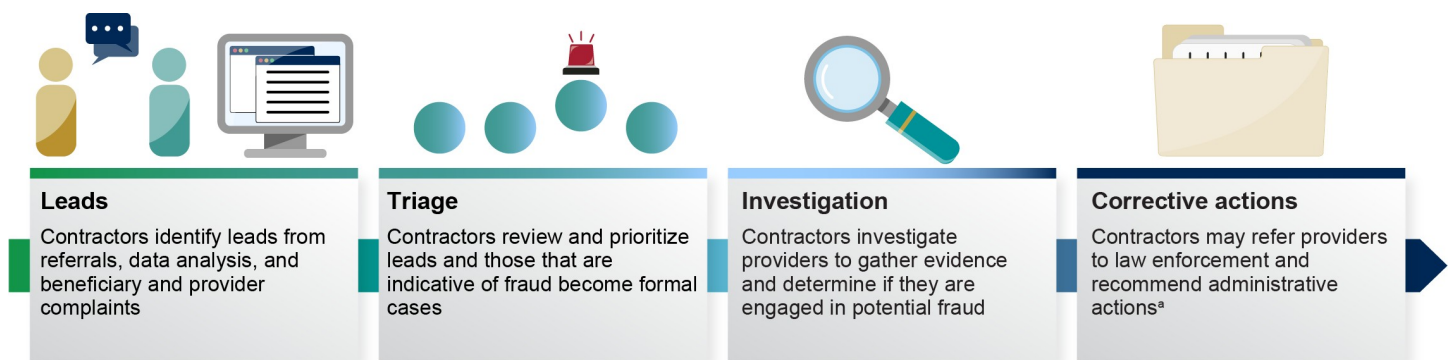 Leads
Contractors identify leads from
referrals, data analysis, and
beneficiary and provider
complaints
Triage
Contractors review and prioritize
leads and those that are
indicative of fraud become formal
cases
Investigation
Contractors investigate
providers to gather evidence
and determine if they are
engaged in potential fraud
Corrective actions
Contractors may refer providers
to law enforcement and
recommend administrative
actionsᵃ